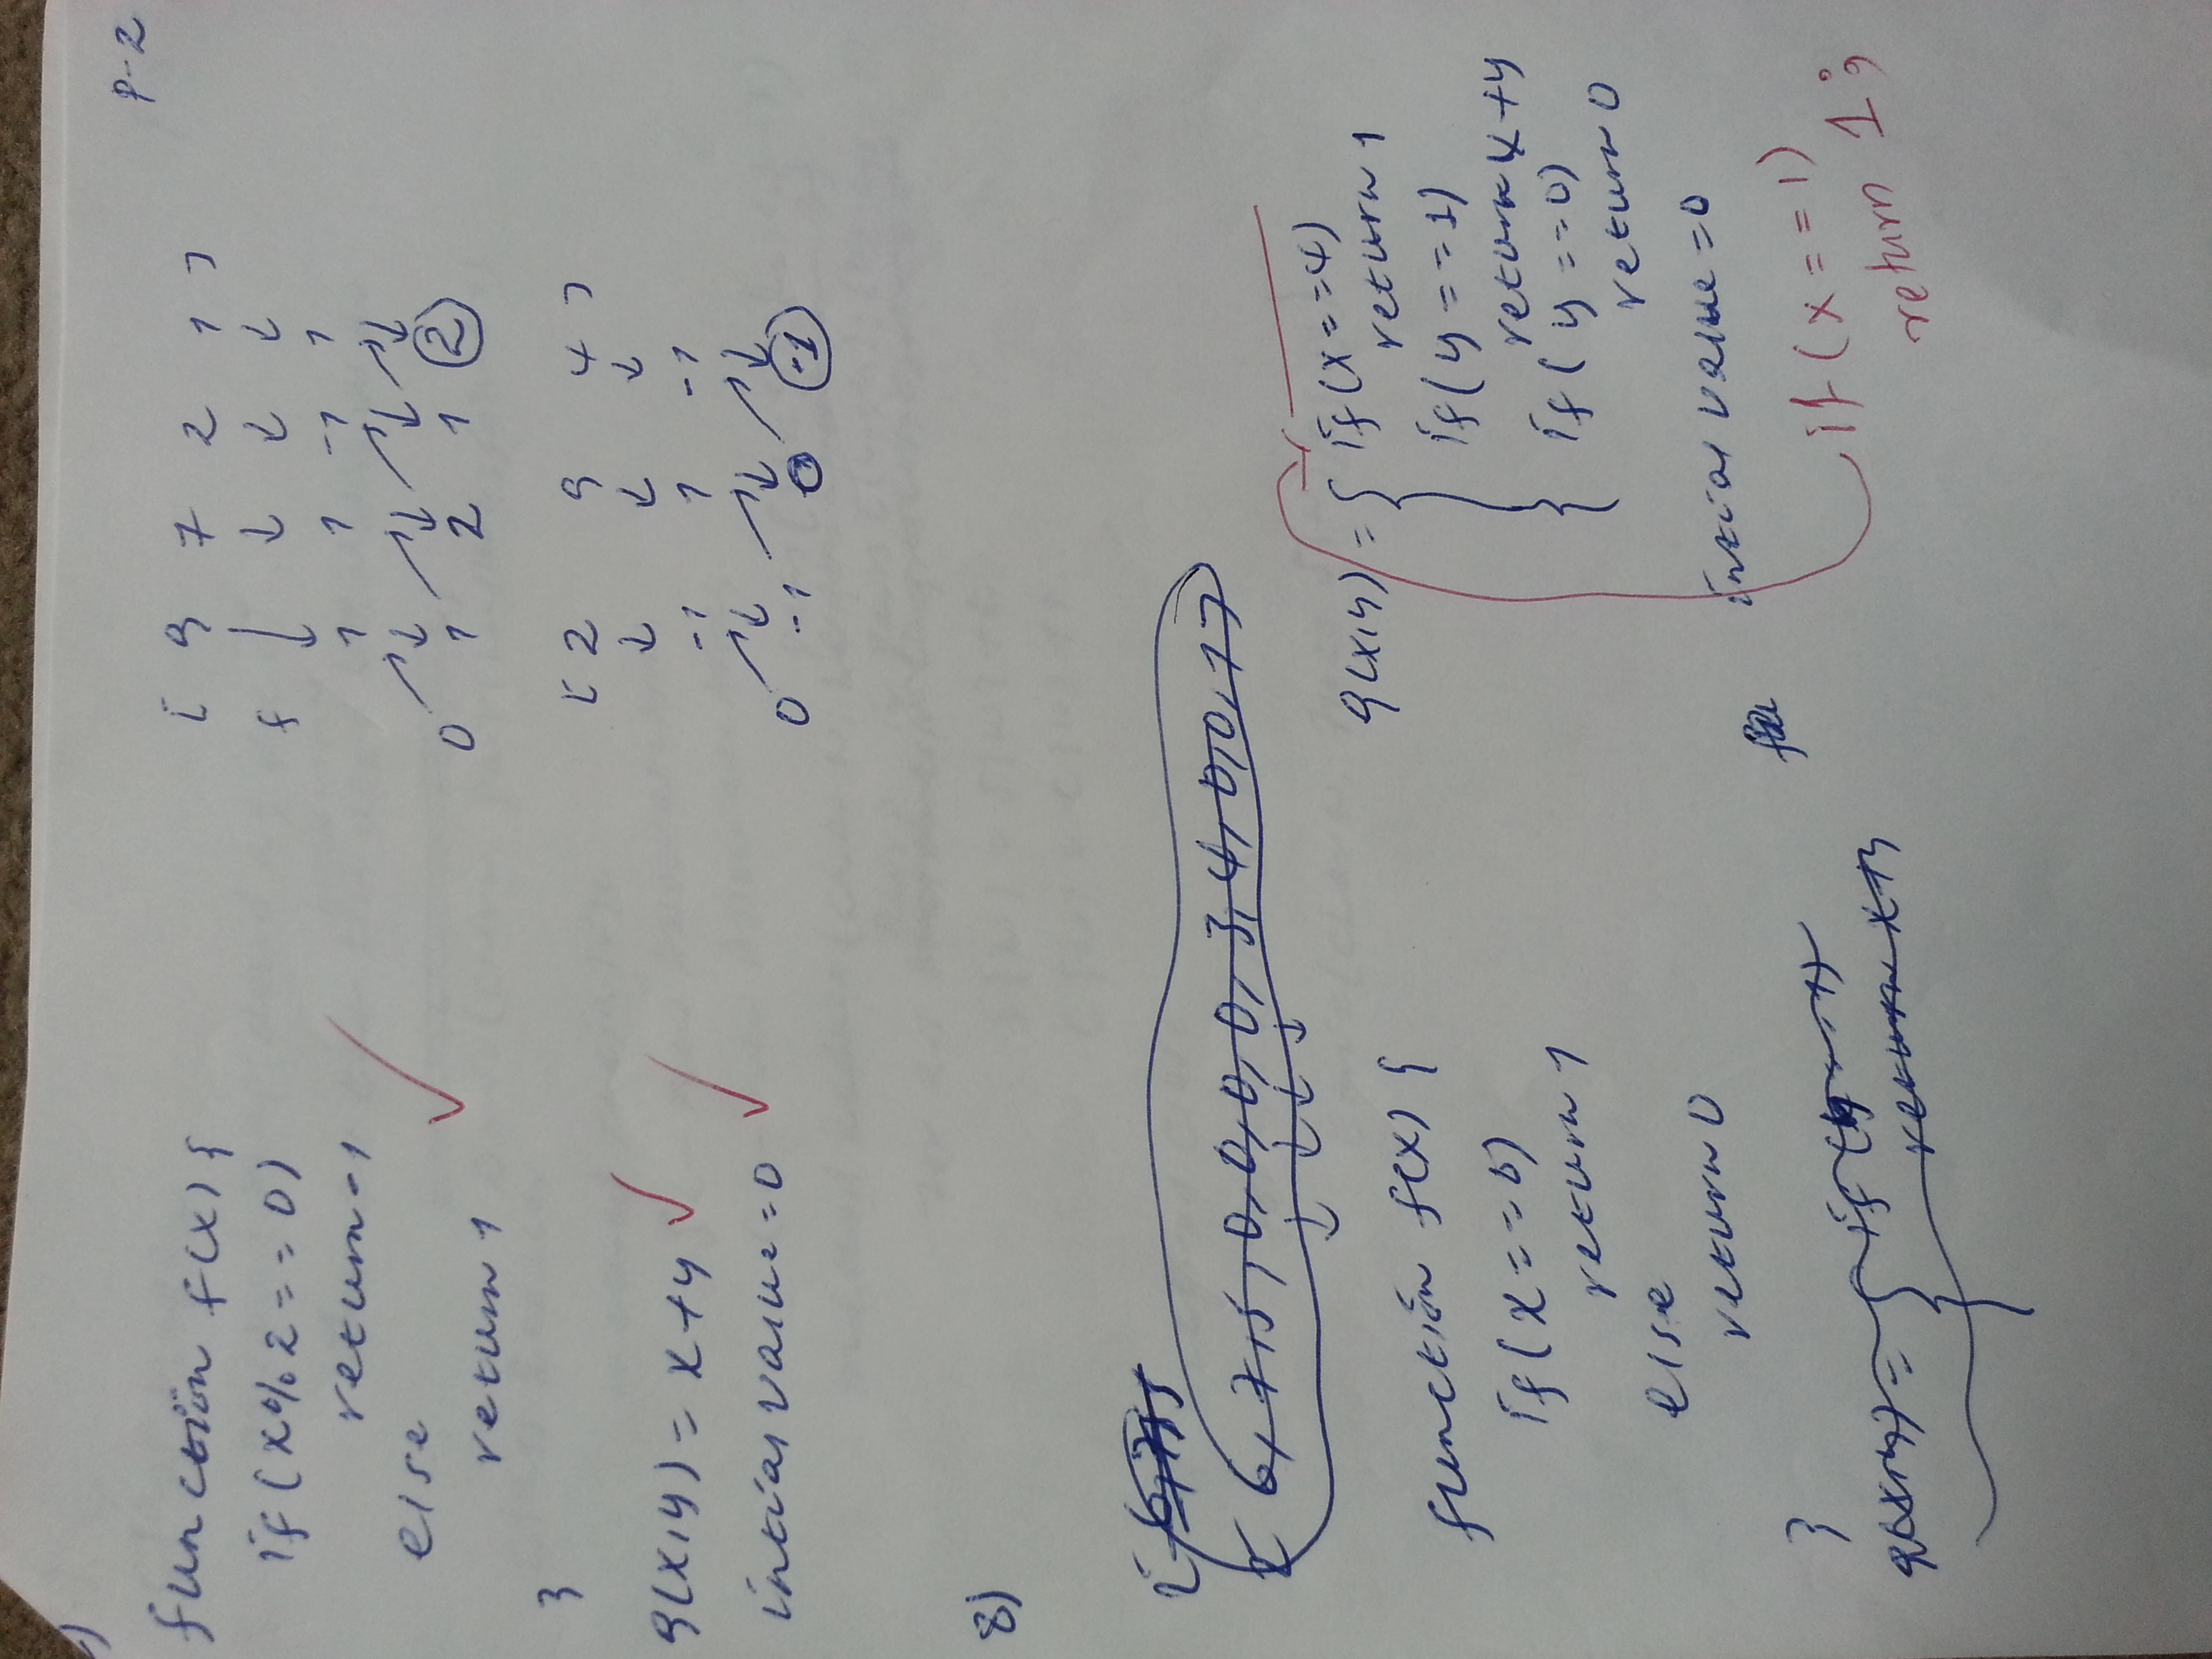 P-2
function f(x) {
if (x % 2 == 0)
return -1
else
return 1
}
g(x,y) = x+y
intial value = 0
[ 9 7 2 1 ]
f
1 1 -1 1
0 1 2 1 2
[ 2 9 4 ]
-1 1 -1
0 -1 0 -1
8)
[ 6, 7, 5
[ 6, 7, 5, 0, 0, 0, 0, 3, 4, 0, 0, 1 ]
function f(x) {
if (x == 0)
return 1
else
return 0
}
g(x,y) = {
if (y == 1)
return x+y
g(x,y) = { if (x == 4)
return 1
if (y == 1)
return x+y
if (y == 0)
return 0
intial value = 0
if (x == 1)
return 1;